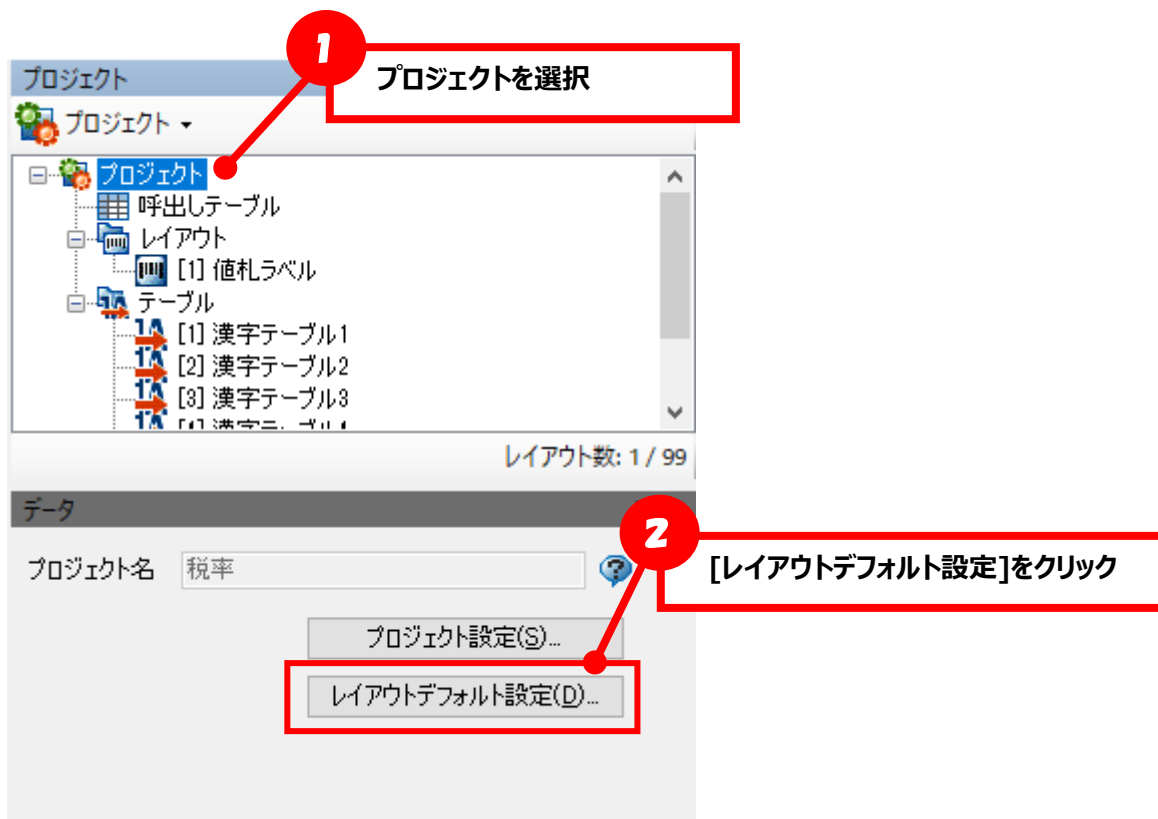 1
プロジェクトを選択
プロジェクト
プロジェクト
プロジェクト
呼出しテーブル
レイアウト
[1] 値札ラベル
テーブル
[1] 漢字テーブル1
[2] 漢字テーブル2
[3] 漢字テーブル3
レイアウト数: 1 / 99
データ
2
[レイアウトデフォルト設定]をクリック
プロジェクト名 税率
プロジェクト設定(S)...
レイアウトデフォルト設定(D)...